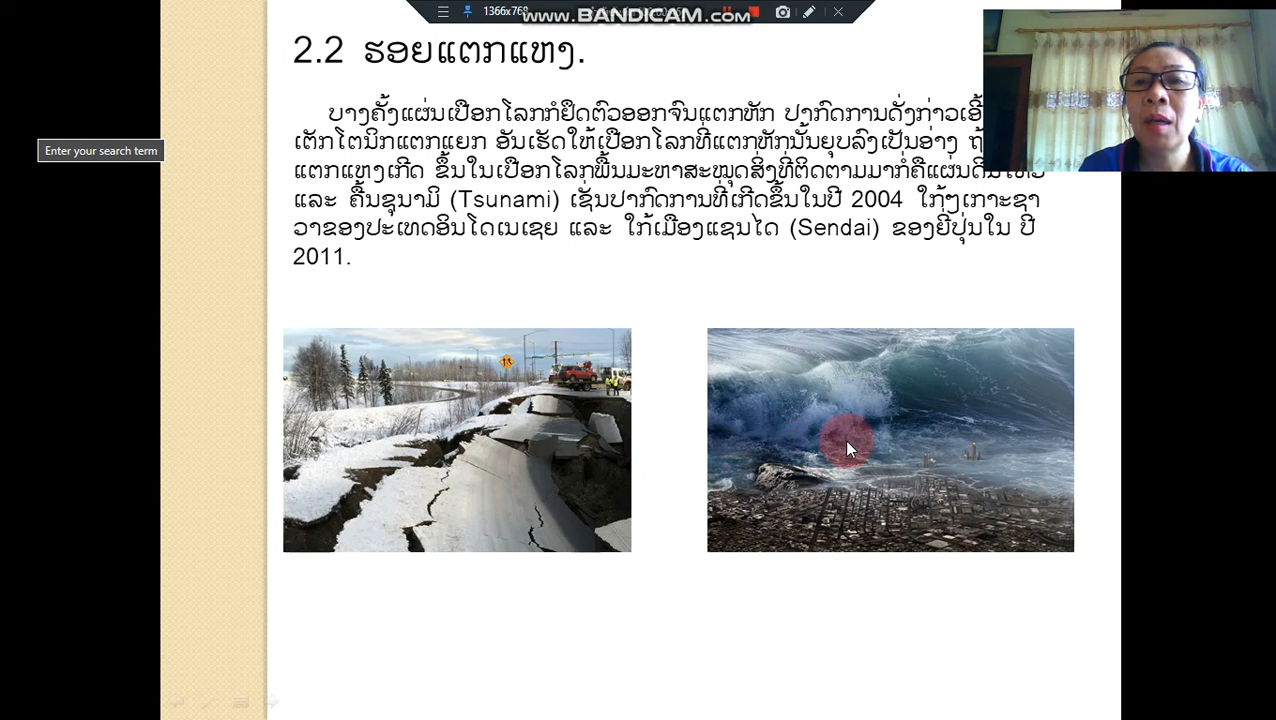 1366x768
www.BANDICAM.com
2.2 ຮອຍແຕກແຫງ.
ບາງຄັ້ງແຜ່ນເປືອກໂລກກໍຢຶດຕົວອອກຈົນແຕກຫັກ ປາກົດການດັ່ງກ່າວເອີ້
ເຕັກໂຕນິກແຕກແຍກ ອັນເຮັດໃຫ້ເປືອກໂລກທີ່ແຕກຫັກນັ້ນຍຸບລົງເປັນອ່າງ
Enter your search term
ແຕກແຫງເກີດ ຂຶ້ນໃນເປືອກໂລກພື້ນມະຫາສະໝຸດສິ່ງທີ່ຕິດຕາມມາກໍ່ຄືແຜ່ນດິນໄຫວ
ແລະ ຄື້ນຊຸນາມິ (Tsunami) ເຊັ່ນປາກົດການທີ່ເກີດຂຶ້ນໃນປີ 2004 ໃກ້ໆເກາະຊາ
ວາຂອງປະເທດອິນໂດເນເຊຍ ແລະ ໃກ້ເມືອງແຊນໄດ (Sendai) ຂອງຍີ່ປຸ່ນໃນ ປີ
2011.